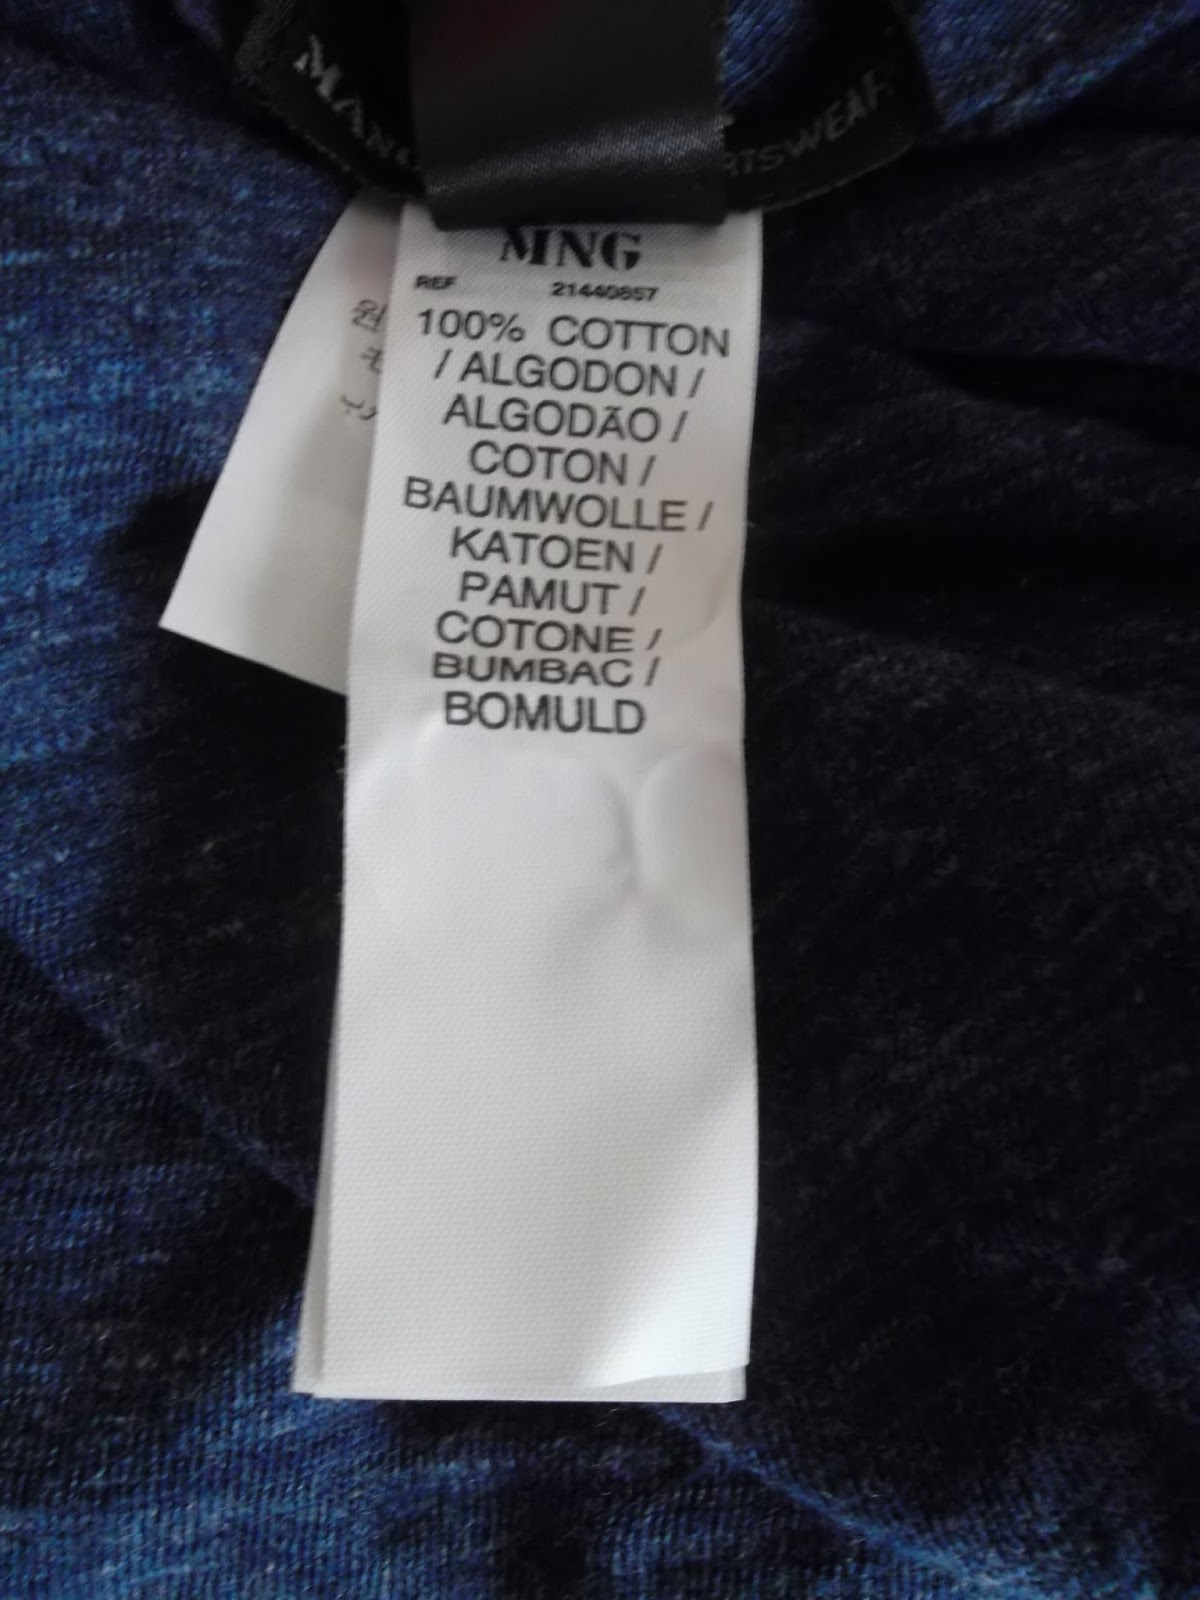 MNG
REF 21440857
100% COTTON
/ ALGODON /
ALGODÃO /
COTON /
BAUMWOLLE /
KATOEN /
PAMUT /
COTONE /
BUMBAC /
BOMULD